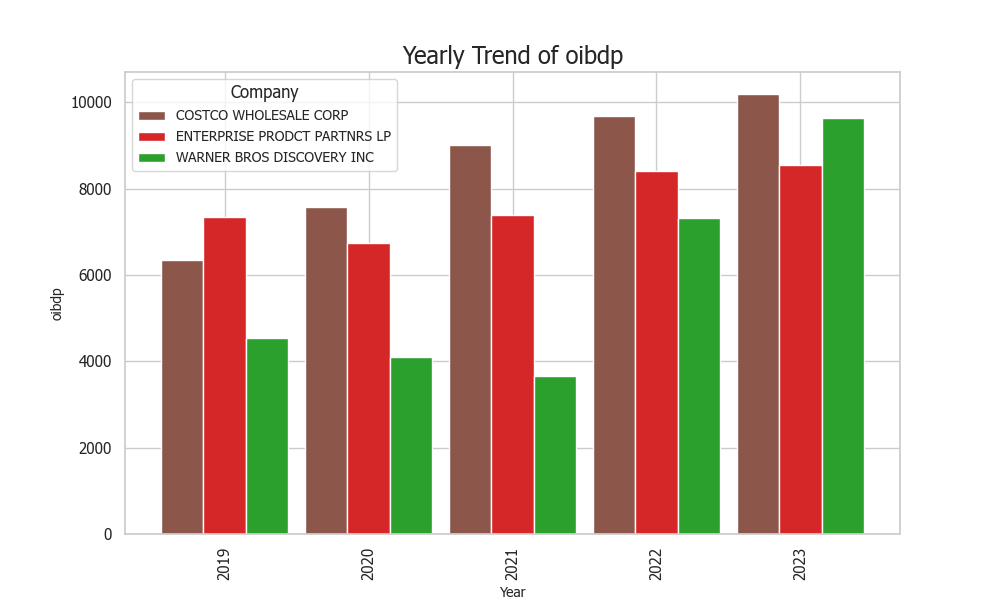 Yearly Trend of oibdp
Company
COSTCO WHOLESALE CORP
ENTERPRISE PRODCT PARTNRS LP
WARNER BROS DISCOVERY INC
10000
8000
6000
4000
2000
0
oibdp
2019
2020
2021
2022
2023
Year